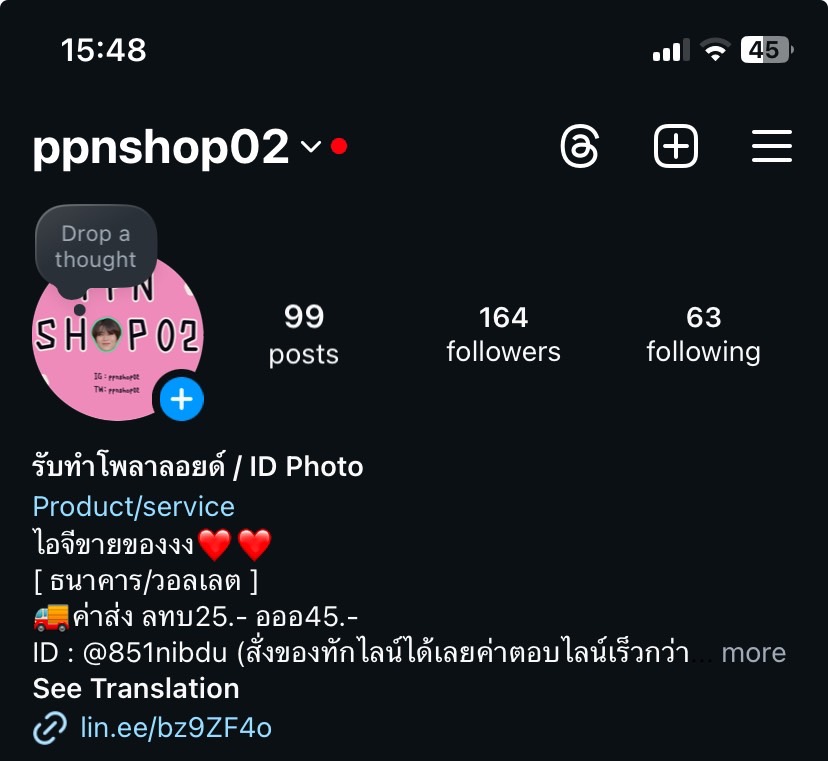 15:48
45
ppnshop02
Drop a
thought
PPN
SH P02
IG : ppnshop02
TW: ppnshop02
99
posts
164
followers
63
following
รับทำโพลาลอยด์ / ID Photo
Product/service
ไอจีขายของงง❤️❤️
[ ธนาคาร/วอลเลต ]
🚚ค่าส่ง ลทบ25.- อออ45.-
ID : @851nibdu (สั่งของทักไลน์ได้เลยค่าตอบไลน์เร็วกว่า... more
See Translation
lin.ee/bz9ZF4o